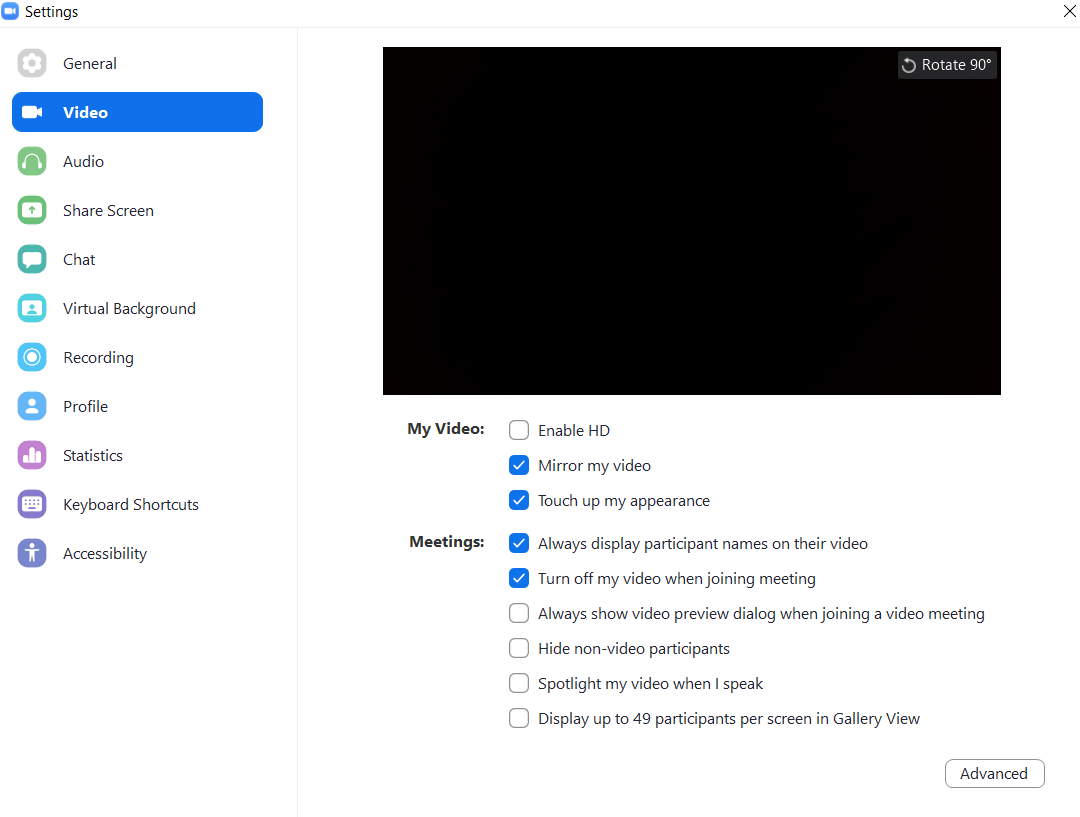 Settings
General
Video
Audio
Share Screen
Chat
Virtual Background
Recording
Profile
Statistics
Keyboard Shortcuts
Accessibility
Rotate 90°
My Video:
Enable HD
Mirror my video
Touch up my appearance
Meetings:
Always display participant names on their video
Turn off my video when joining meeting
Always show video preview dialog when joining a video meeting
Hide non-video participants
Spotlight my video when I speak
Display up to 49 participants per screen in Gallery View
Advanced